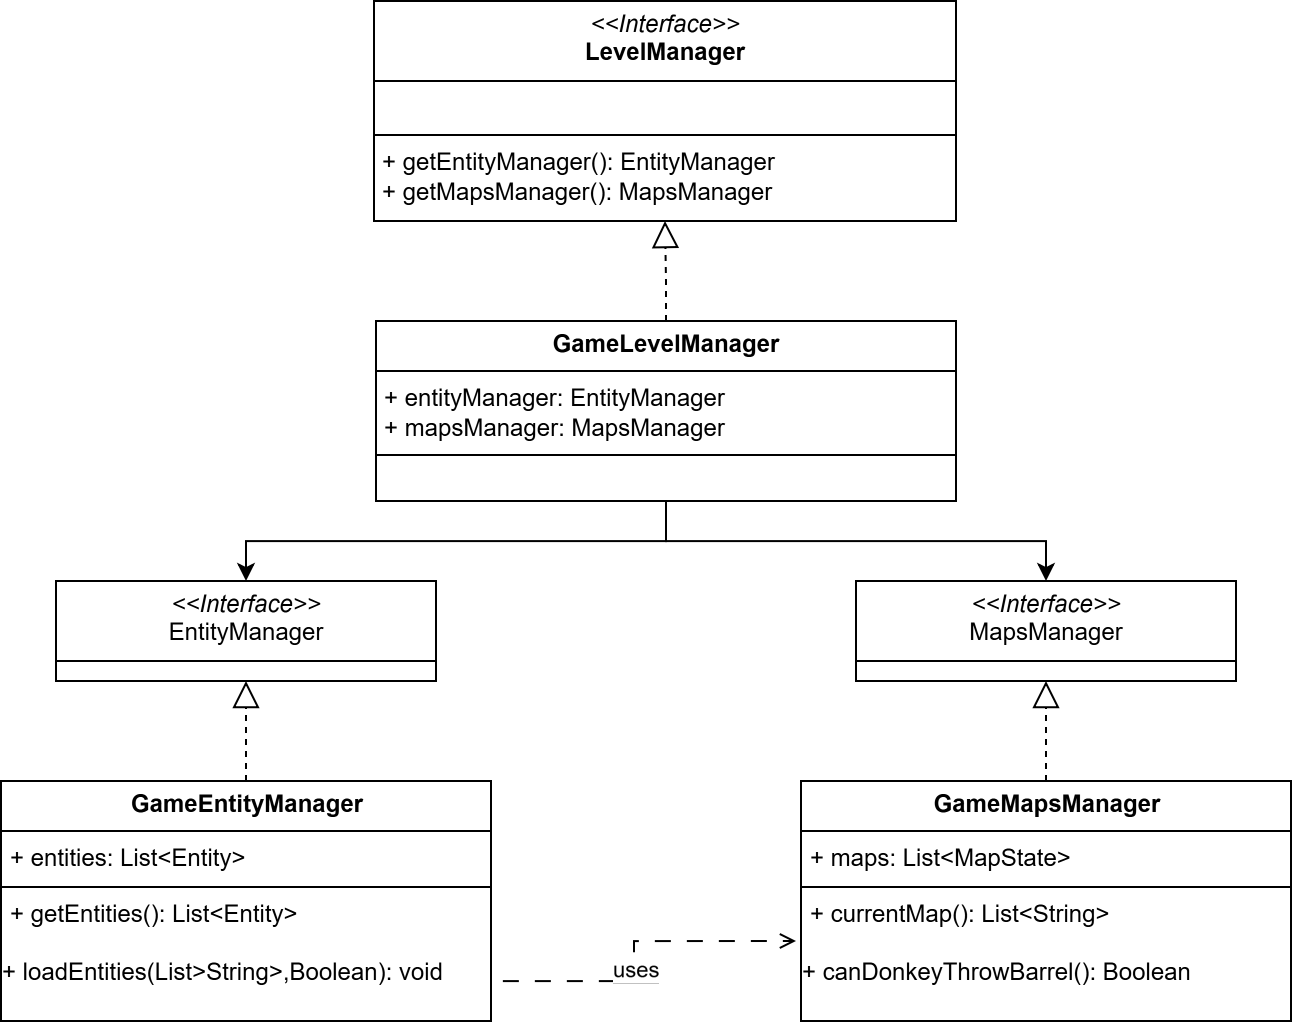 <<Interface>>
LevelManager
+ getEntityManager(): EntityManager
+ getMapsManager(): MapsManager
GameLevelManager
+ entityManager: EntityManager
+ mapsManager: MapsManager
<<Interface>>
EntityManager
<<Interface>>
MapsManager
GameEntityManager
+ entities: List<Entity>
+ getEntities(): List<Entity>
+ loadEntities(List>String>,Boolean): void
uses
GameMapsManager
+ maps: List<MapState>
+ currentMap(): List<String>
+ canDonkeyThrowBarrel(): Boolean